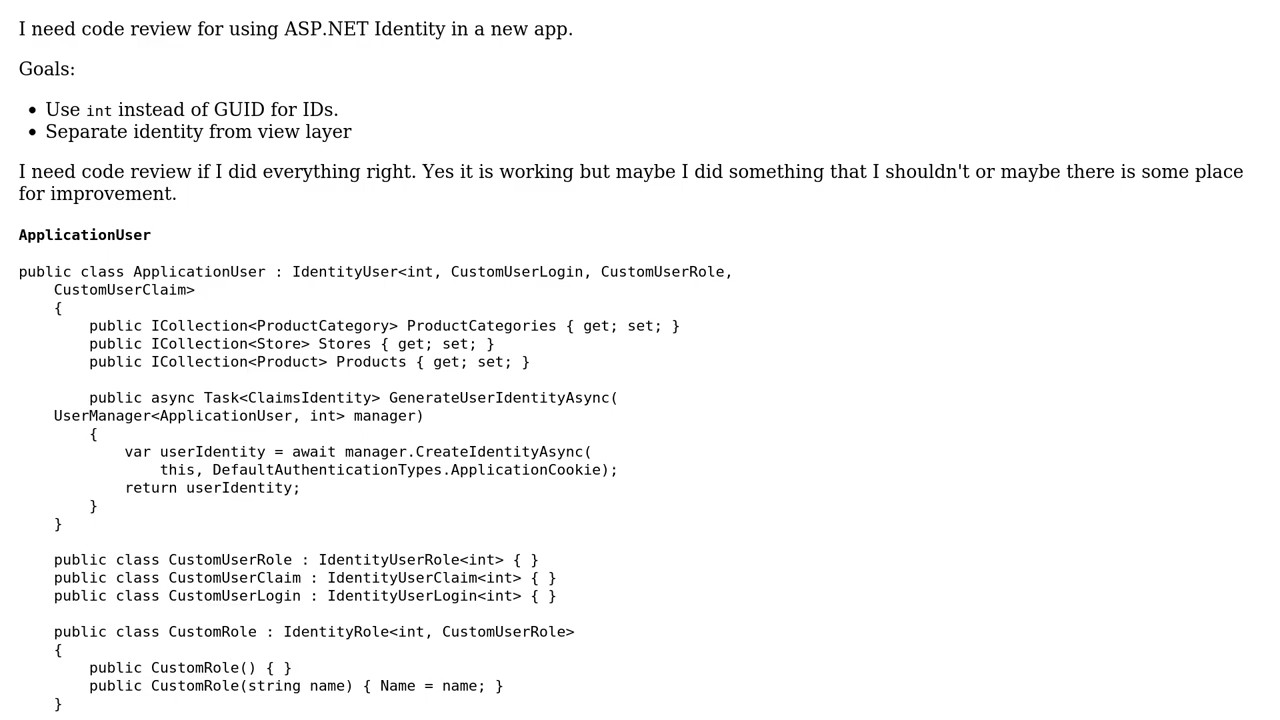 I need code review for using ASP.NET Identity in a new app.
Goals:
• Use int instead of GUID for IDs.
• Separate identity from view layer
I need code review if I did everything right. Yes it is working but maybe I did something that I shouldn't or maybe there is some place
for improvement.
ApplicationUser
public class ApplicationUser : IdentityUser<int, CustomUserLogin, CustomUserRole,
    CustomUserClaim>
    {
        public ICollection<ProductCategory> ProductCategories { get; set; }
        public ICollection<Store> Stores { get; set; }
        public ICollection<Product> Products { get; set; }

        public async Task<ClaimsIdentity> GenerateUserIdentityAsync(
    UserManager<ApplicationUser, int> manager)
        {
            var userIdentity = await manager.CreateIdentityAsync(
                this, DefaultAuthenticationTypes.ApplicationCookie);
            return userIdentity;
        }
    }

    public class CustomUserRole : IdentityUserRole<int> { }
    public class CustomUserClaim : IdentityUserClaim<int> { }
    public class CustomUserLogin : IdentityUserLogin<int> { }

    public class CustomRole : IdentityRole<int, CustomUserRole>
    {
        public CustomRole() { }
        public CustomRole(string name) { Name = name; }
    }